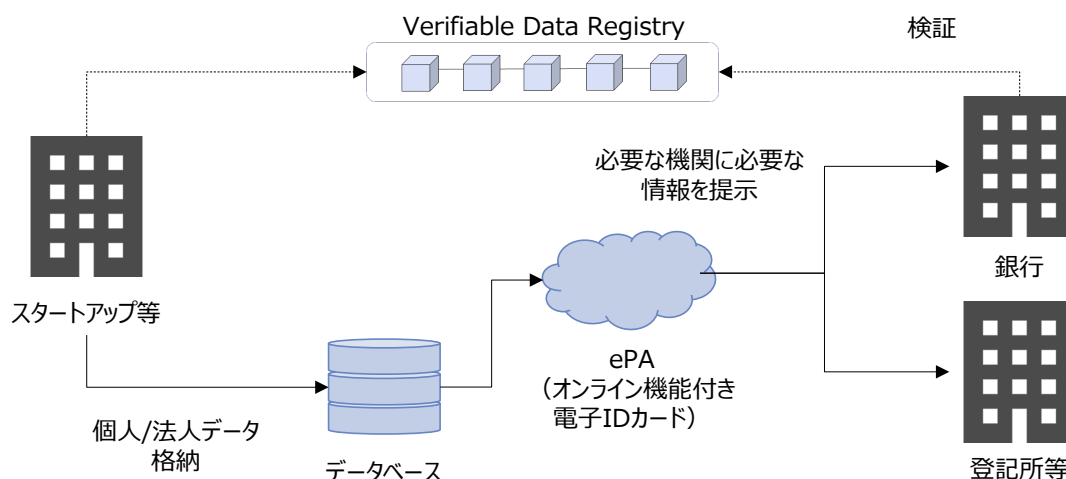 Verifiable Data Registry
検証
必要な機関に必要な
情報を提示
銀行
スタートアップ等
ePA
（オンライン機能付き
電子IDカード）
個人/法人データ
格納
データベース
登記所等